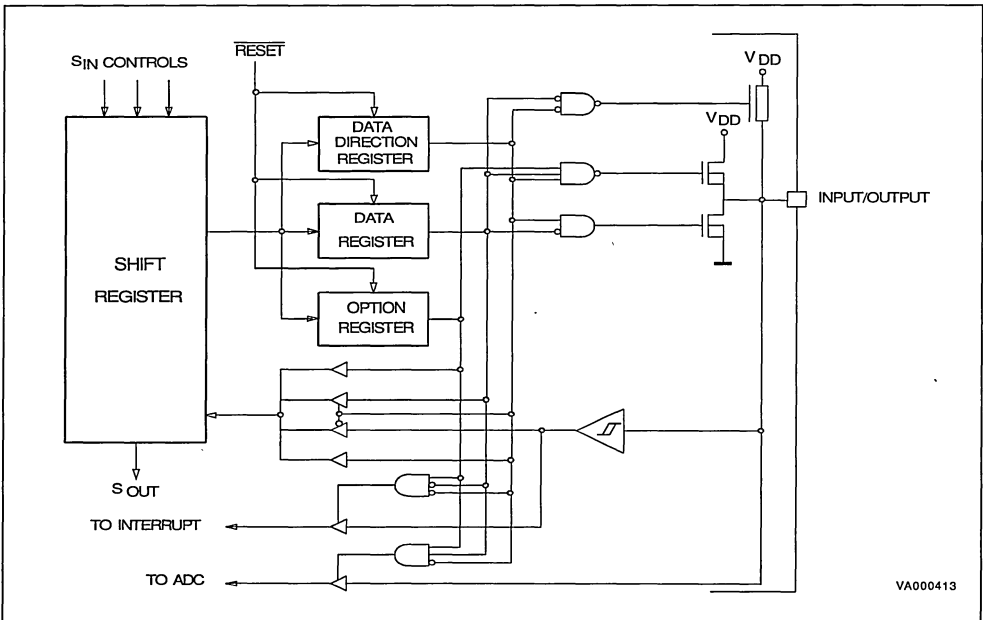 RESET
SIN CONTROLS
VDD
DATA
DIRECTION
REGISTER
VDD
INPUT/OUTPUT
DATA
REGISTER
SHIFT
REGISTER
OPTION
REGISTER
SOUT
TO INTERRUPT
TO ADC
VA000413